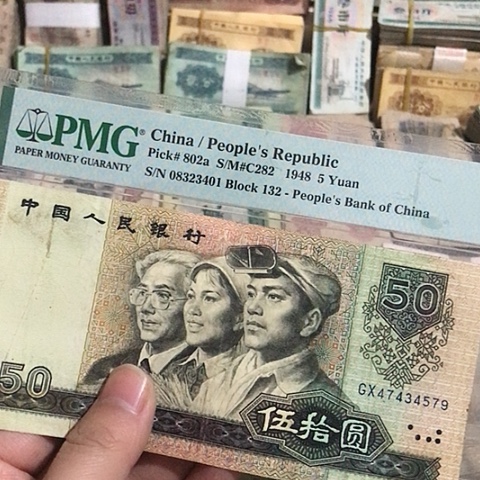 PMG®
PAPER MONEY GUARANTY
China / People's Republic
Pick# 802a S/M#C282 1948 5 Yuan
S/N 08323401 Block 132 - People's Bank of China
中国人民银行
50
GX47434579
50
伍拾圆